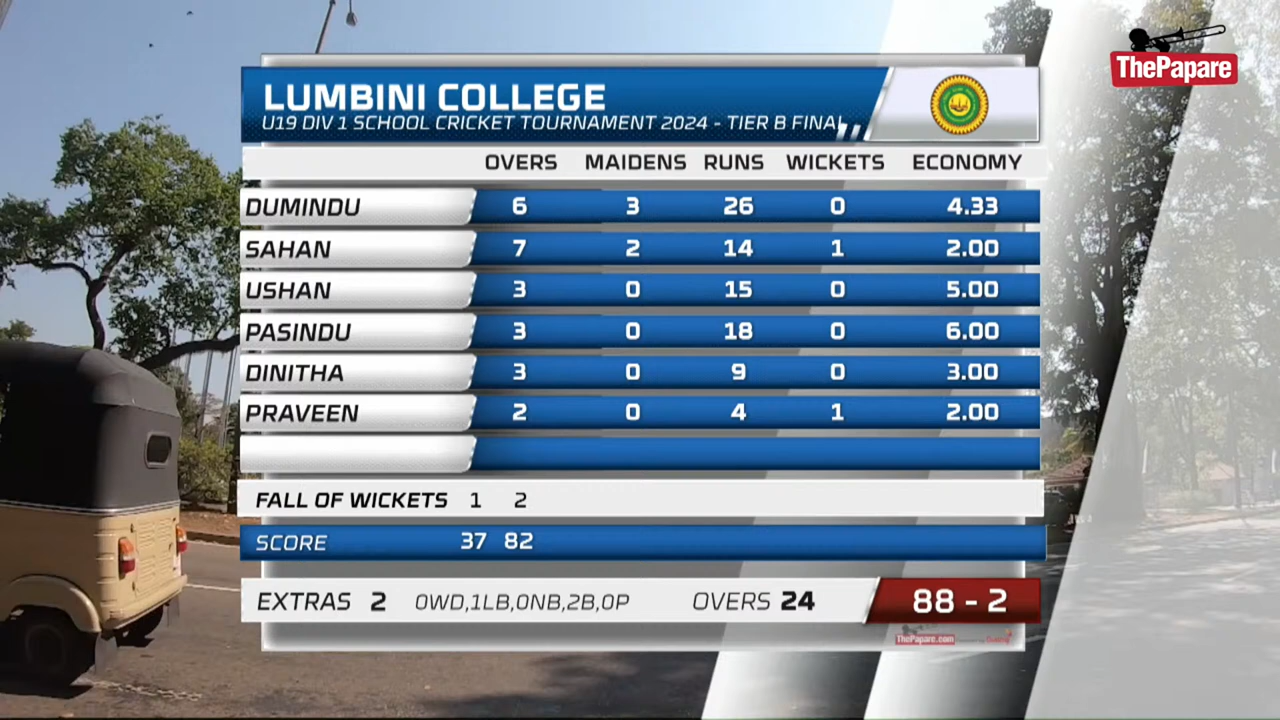 ThePapare
LUMBINI COLLEGE
U19 DIV 1 SCHOOL CRICKET TOURNAMENT 2024 - TIER B FINAL
OVERS MAIDENS RUNS WICKETS ECONOMY
DUMINDU 6 3 26 0 4.33
SAHAN 7 2 14 1 2.00
USHAN 3 0 15 0 5.00
PASINDU 3 0 18 0 6.00
DINITHA 3 0 9 0 3.00
PRAVEEN 2 0 4 1 2.00
FALL OF WICKETS 1 2
SCORE 37 82
EXTRAS 2 0WD,1LB,0NB,2B,0P OVERS 24 88 - 2
ThePapare.com